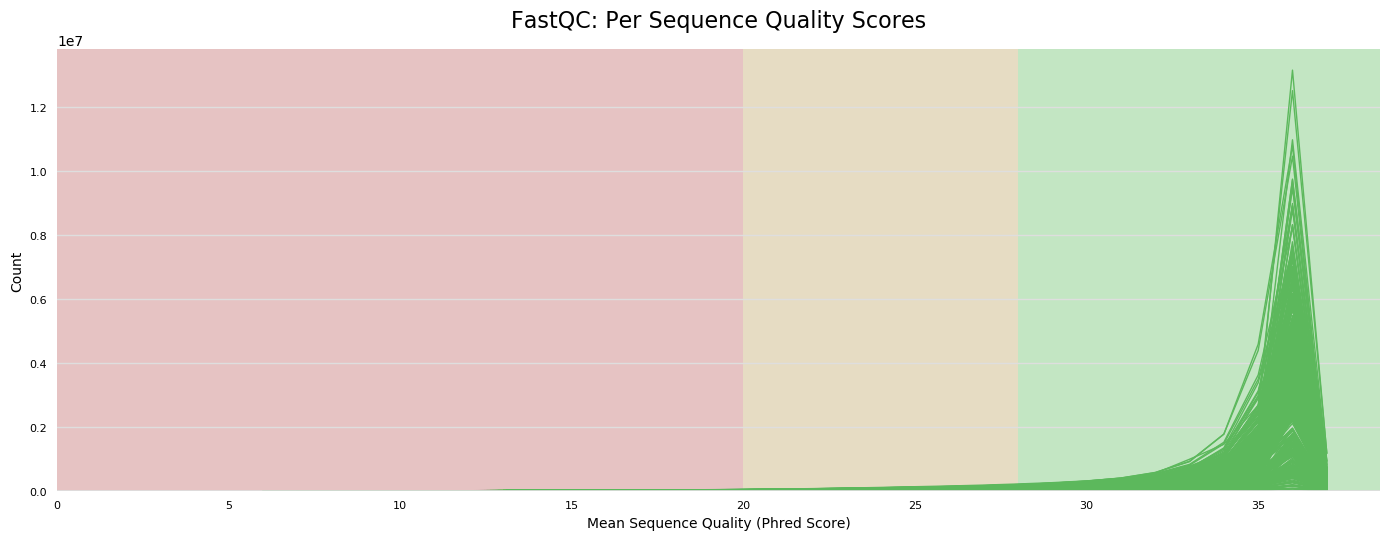 FastQC: Per Sequence Quality Scores
1e7
1.2
1.0
0.8
0.6
0.4
0.2
0.0
Count
0 5 10 15 20 25 30 35
Mean Sequence Quality (Phred Score)